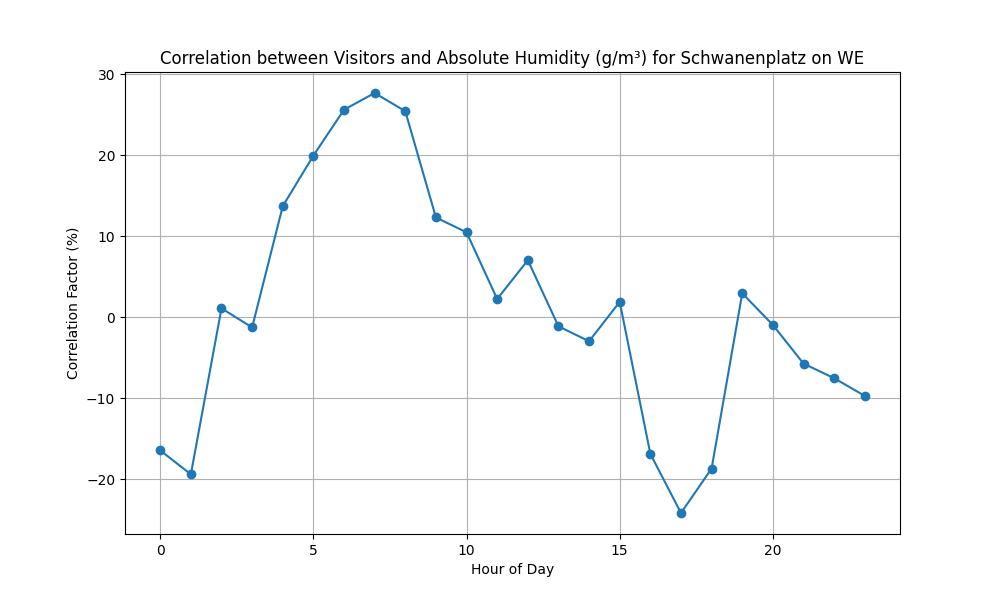 Correlation between Visitors and Absolute Humidity (g/m³) for Schwanenplatz on WE
30
20
10
0
−10
−20
Correlation Factor (%)
0 5 10 15 20
Hour of Day